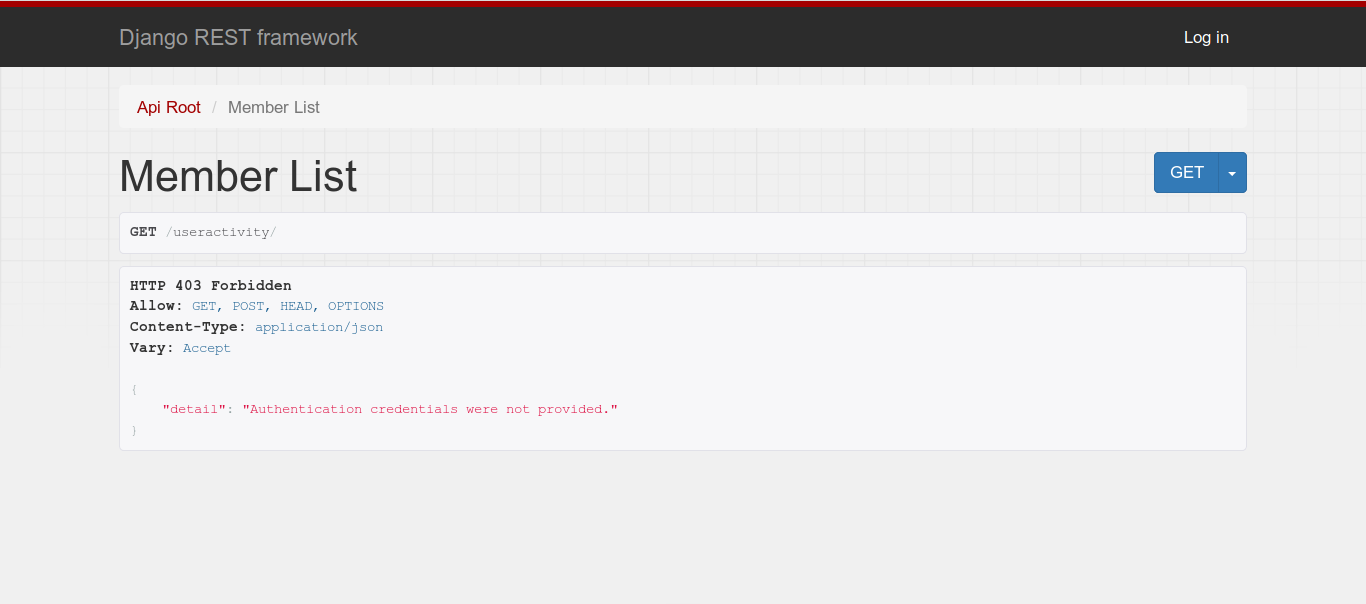 Django REST framework
Log in
Api Root / Member List
Member List
GET
GET /useractivity/
HTTP 403 Forbidden
Allow: GET, POST, HEAD, OPTIONS
Content-Type: application/json
Vary: Accept
{
    "detail": "Authentication credentials were not provided."
}